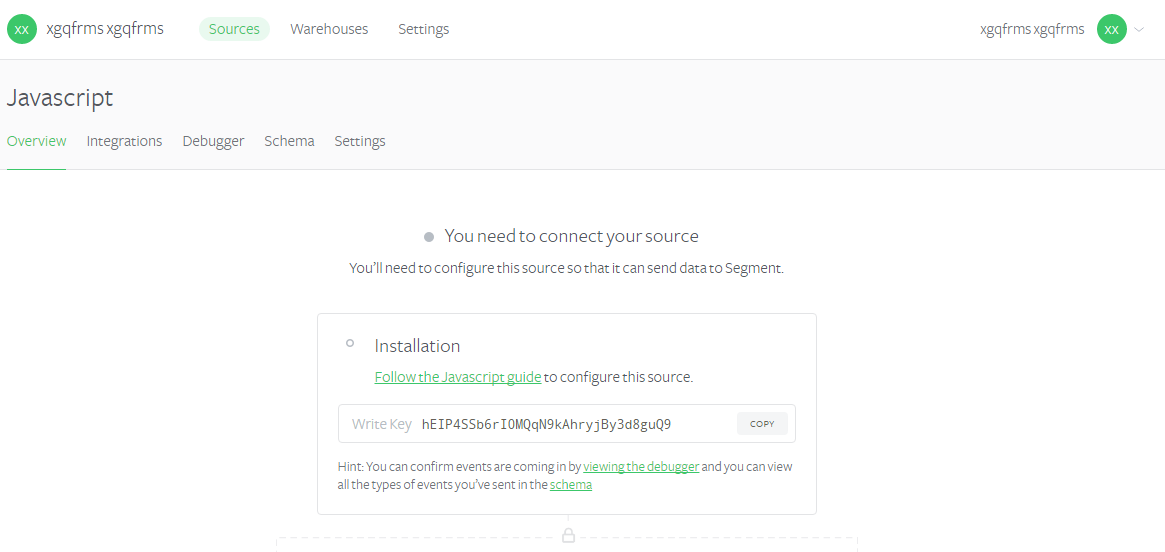 xx xgqfrms xgqfrms Sources Warehouses Settings xgqfrms xgqfrms xx
Javascript
Overview Integrations Debugger Schema Settings
You need to connect your source
You'll need to configure this source so that it can send data to Segment.
Installation
Follow the Javascript guide to configure this source.
Write Key hEIP4SSb6rI0MQqN9kAhryjBy3d8guQ9 COPY
Hint: You can confirm events are coming in by viewing the debugger and you can view
all the types of events you've sent in the schema